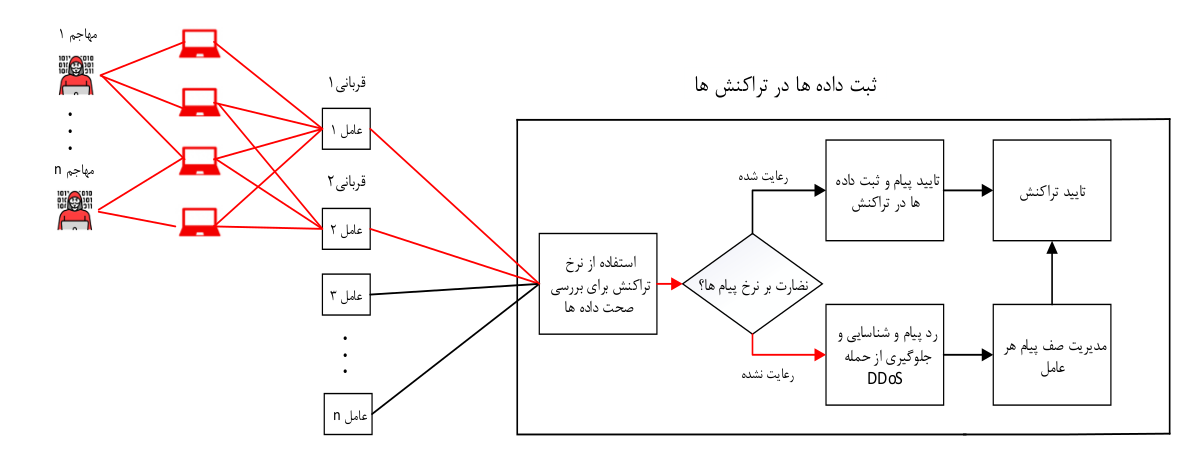 مهاجم ۱
مهاجم n
قربانی۱
عامل ۱
قربانی۲
عامل ۲
عامل ۳
عامل n
ثبت داده ها در تراکنش ها
استفاده از نرخ
تراکنش برای بررسی
صحت داده ها
نضارت بر نرخ پیام ها؟
رعایت شده
تایید پیام و ثبت داده
ها در تراکنش
تایید تراکنش
رعایت نشده
رد پیام و شناسایی و
جلوگیری از حمله
DDoS
مدیریت صف پیام هر
عامل